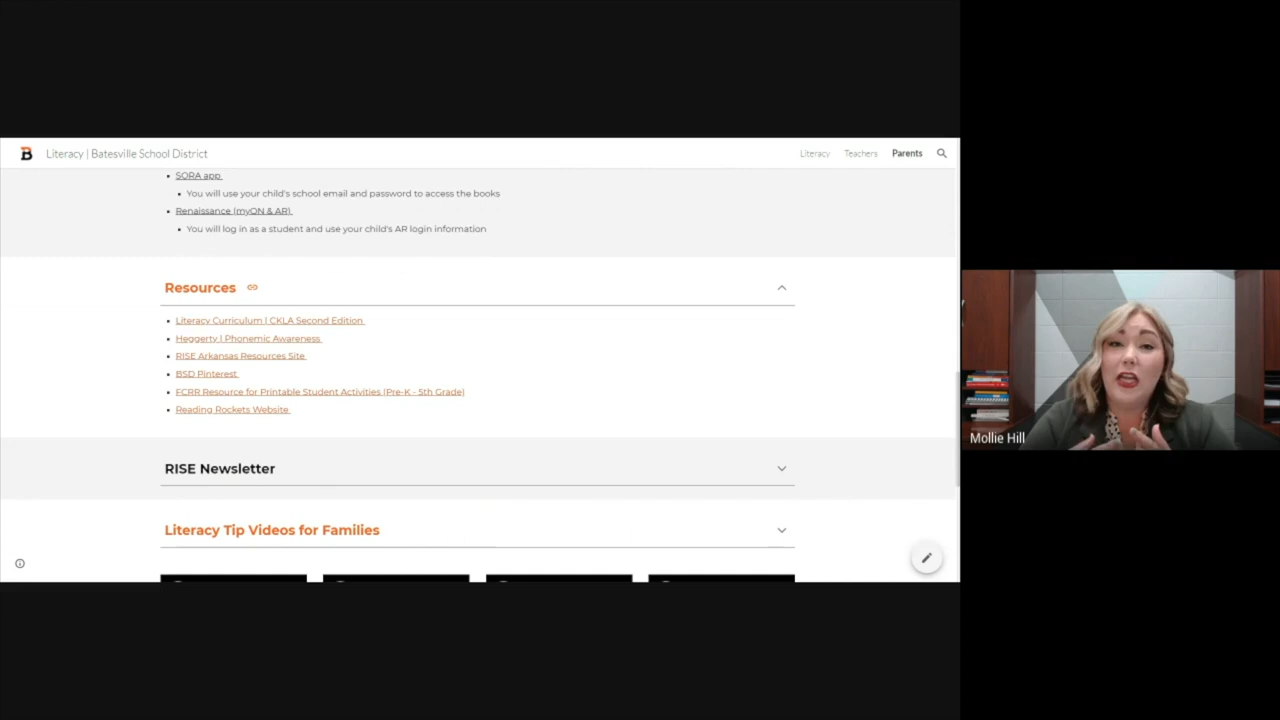 B
Literacy | Batesville School District
Literacy
Teachers
Parents
SORA app
You will use your child's school email and password to access the books
Renaissance (myON & AR)
You will log in as a student and use your child's AR login information
Resources
Literacy Curriculum | CKLA Second Edition
Heggerty | Phonemic Awareness
RISE Arkansas Resources Site
BSD Pinterest
FCRR Resource for Printable Student Activities (Pre-K - 5th Grade)
Reading Rockets Website
Mollie Hill
RISE Newsletter
Literacy Tip Videos for Families